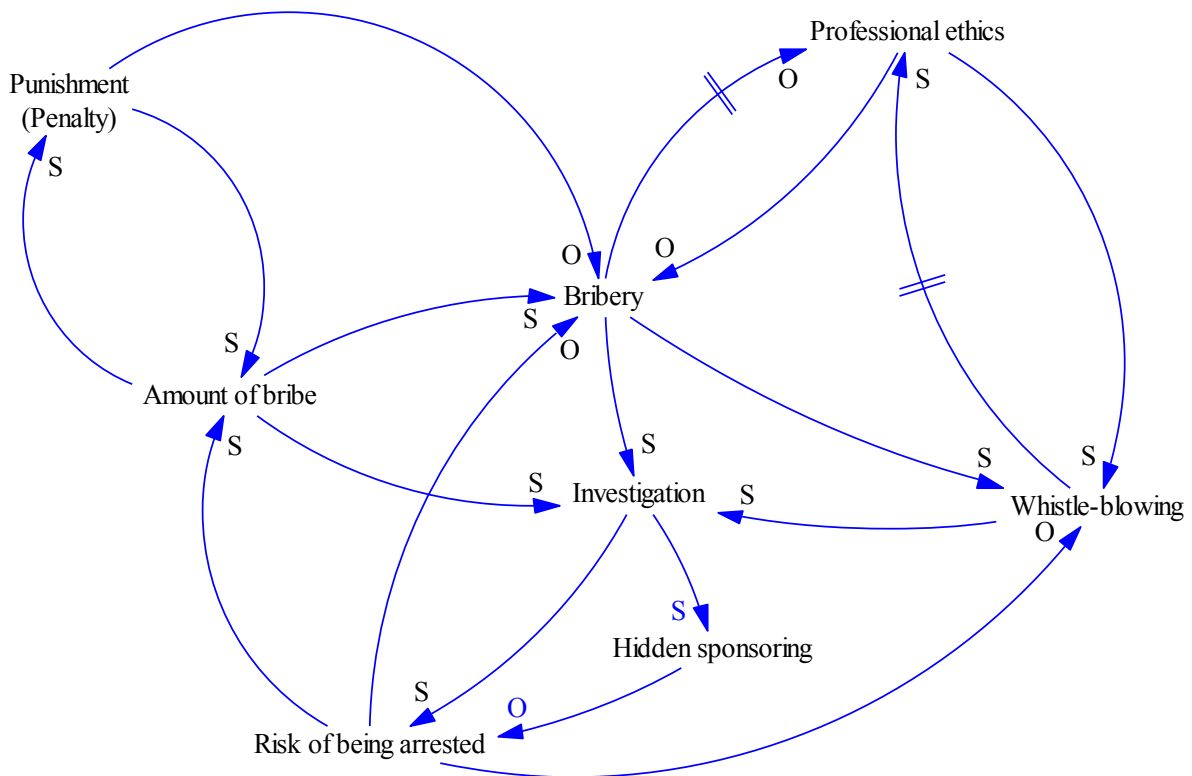 Professional ethics
O
S
Punishment
(Penalty)
S
O
O
Bribery
S
O
S
Amount of bribe
S
S
S
S
S
Investigation
S
Whistle-blowing
O
S
Hidden sponsoring
S
O
Risk of being arrested